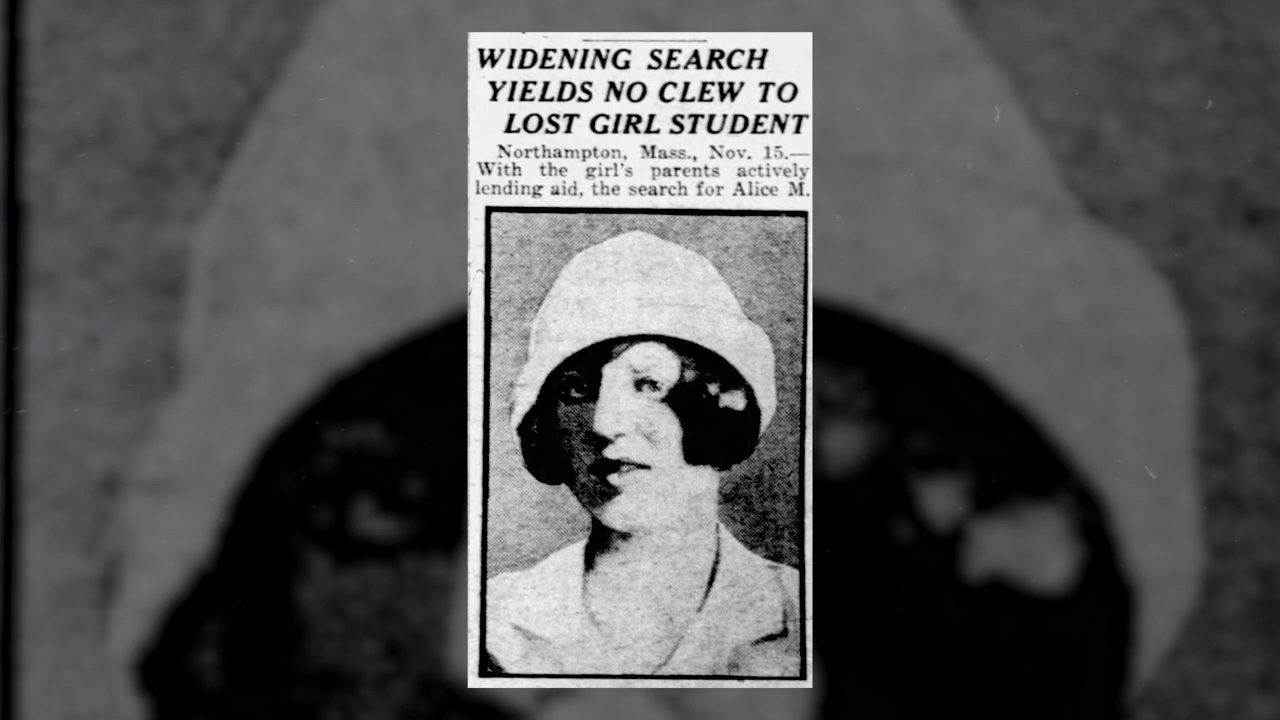 WIDENING SEARCH
YIELDS NO CLEW TO
LOST GIRL STUDENT
Northampton, Mass., Nov. 15.—
With the girl's parents actively
lending aid, the search for Alice M.